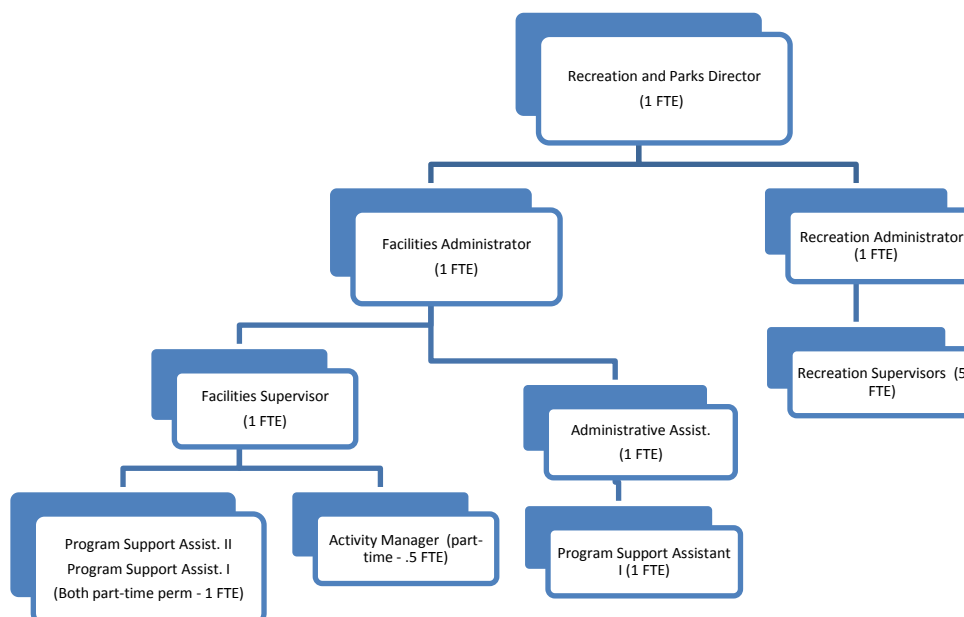 Recreation and Parks Director
(1 FTE)
Facilities Administrator
(1 FTE)
Recreation Administrator
(1 FTE)
Facilities Supervisor
(1 FTE)
Administrative Assist.
(1 FTE)
Recreation Supervisors (5
FTE)
Program Support Assist. II
Program Support Assist. I
(Both part-time perm - 1 FTE)
Activity Manager (part-
time - .5 FTE)
Program Support Assistant
I (1 FTE)